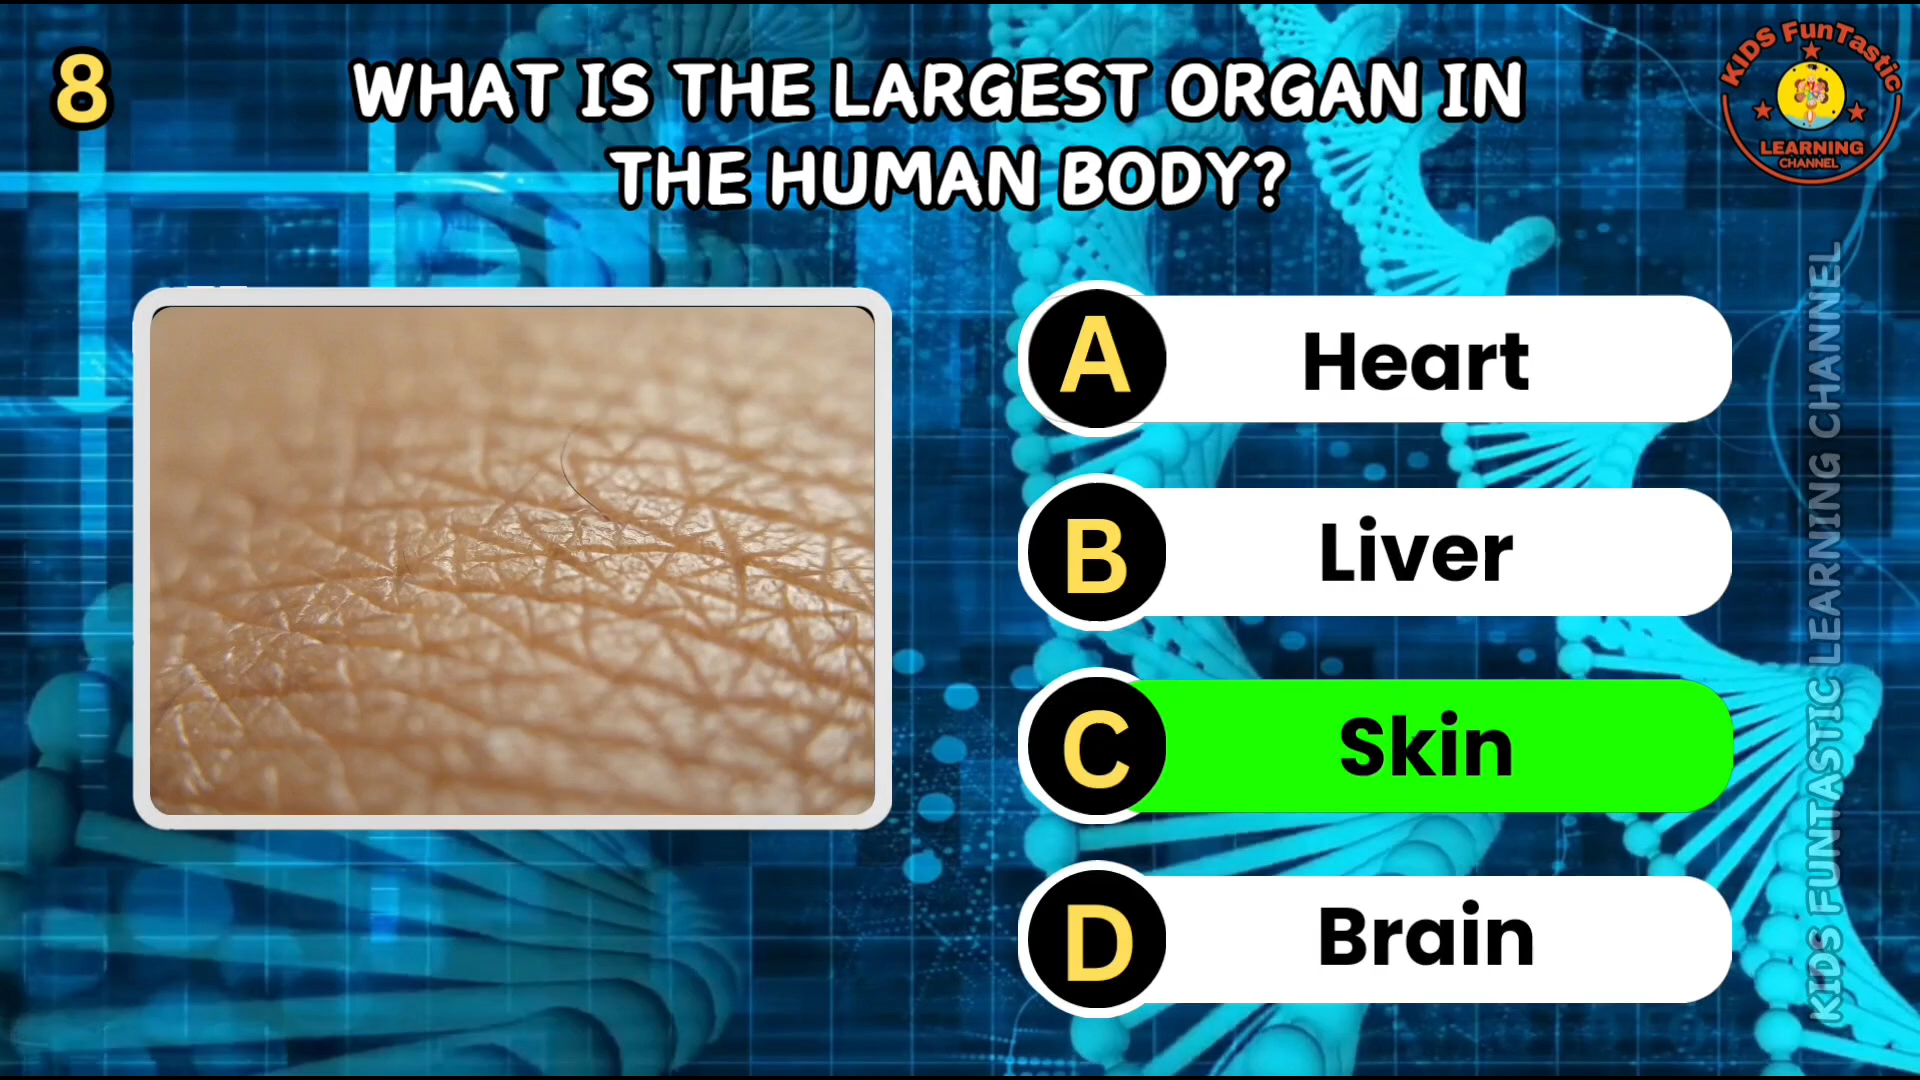 8
WHAT IS THE LARGEST ORGAN IN
THE HUMAN BODY?
KIDS FunTastic
LEARNING
CHANNEL
A Heart
B Liver
C Skin
D Brain
KIDS FUNTASTIC LEARNING CHANNEL